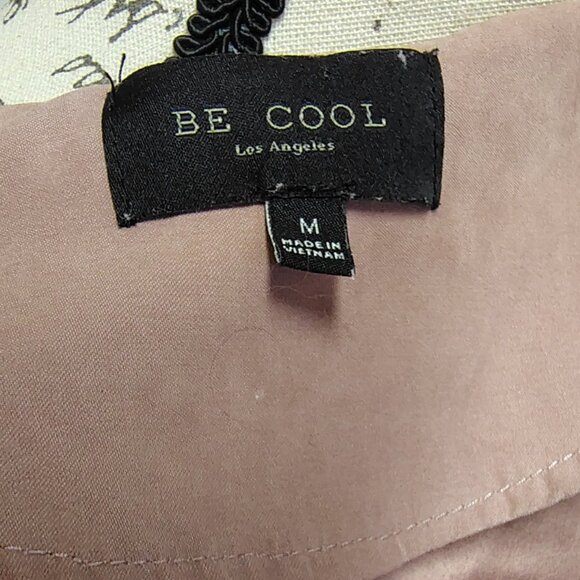 BE COOL
Los Angeles
M
MADE IN
VIETNAM